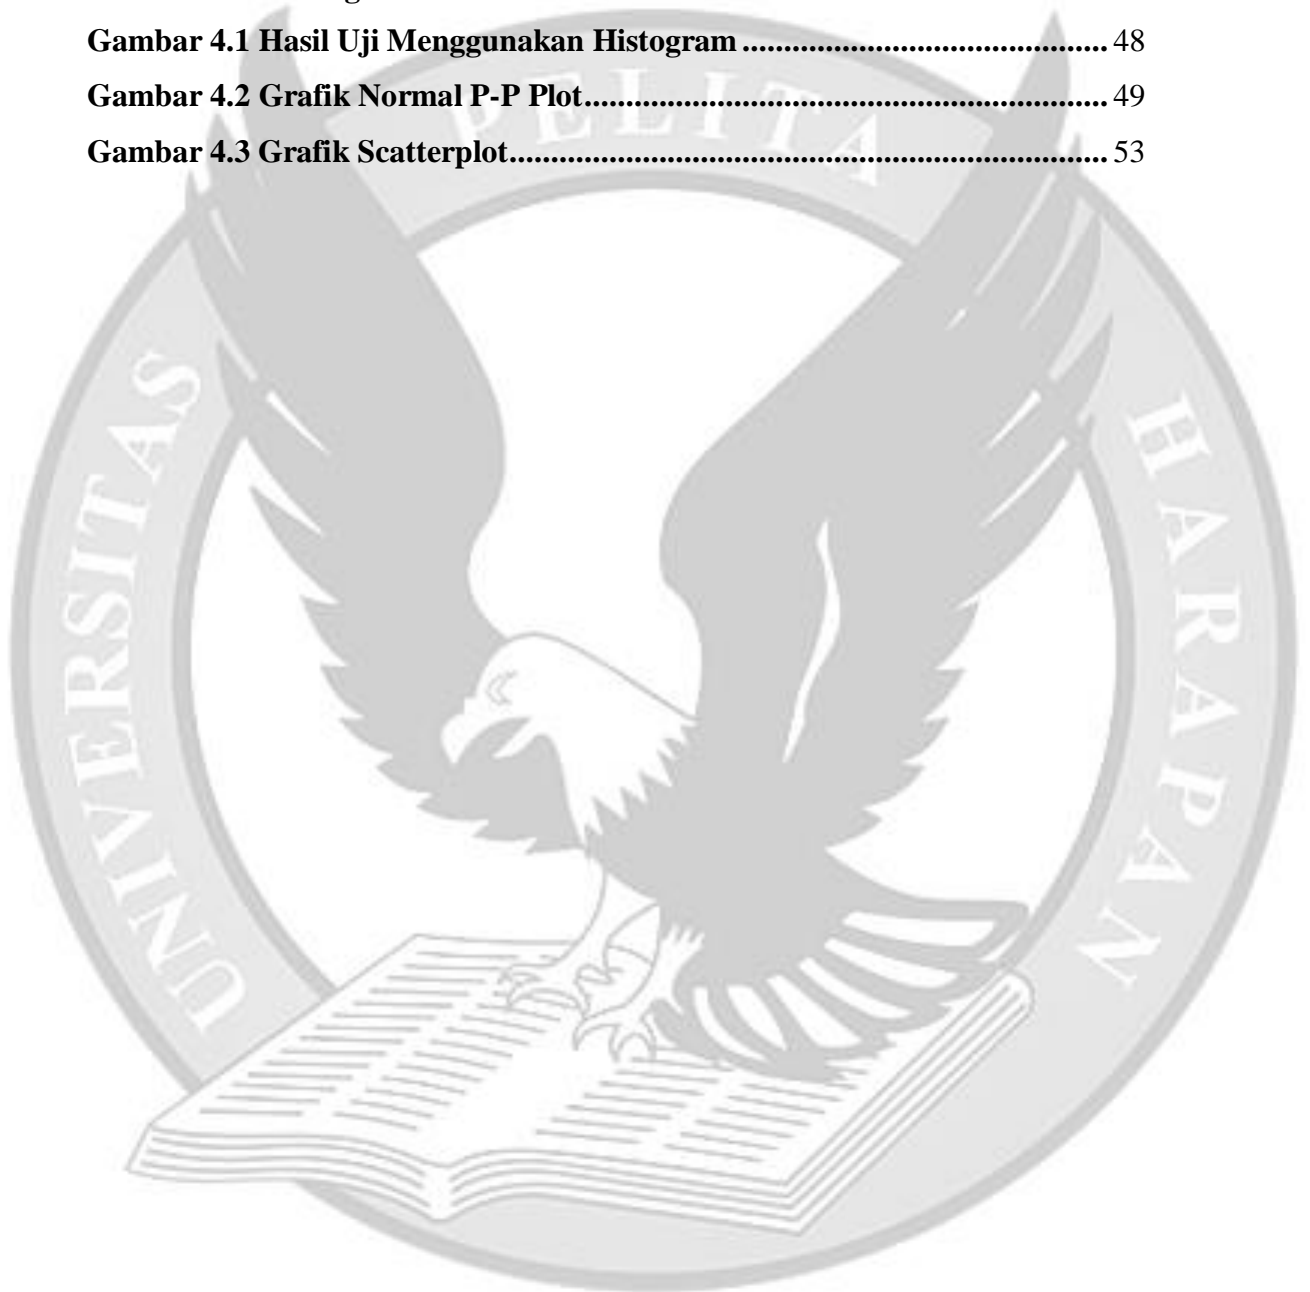 Gambar 4.1 Hasil Uji Menggunakan Histogram ............................................ 48
Gambar 4.2 Grafik Normal P-P Plot............................................................... 49
Gambar 4.3 Grafik Scatterplot........................................................................ 53
UNIVERSITAS PELITA HARAPAN